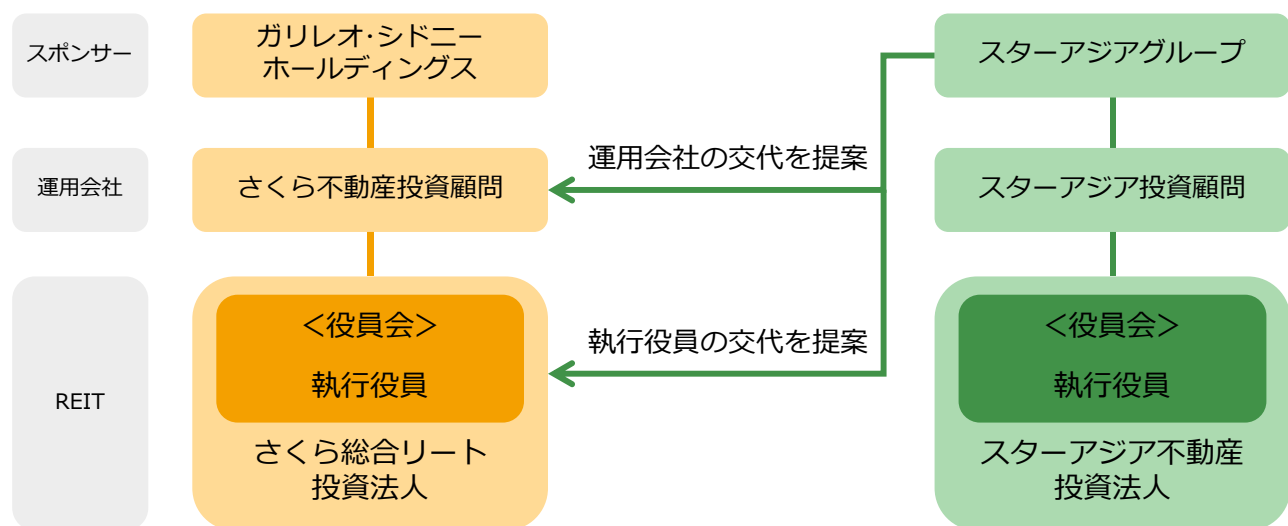 スポンサー
ガリレオ・シドニー
ホールディングス
スターアジアグループ
運用会社の交代を提案
運用会社
さくら不動産投資顧問
スターアジア投資顧問
REIT
<役員会>
執行役員
さくら総合リート
投資法人
執行役員の交代を提案
<役員会>
執行役員
スターアジア不動産
投資法人